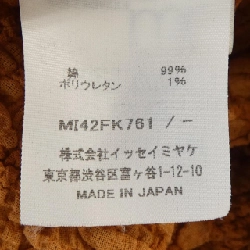 綿 99%
ポリウレタン 1%
MI42FK761 / -
株式会社イッセイミヤケ
東京都渋谷区富ヶ谷1-12-10
MADE IN JAPAN